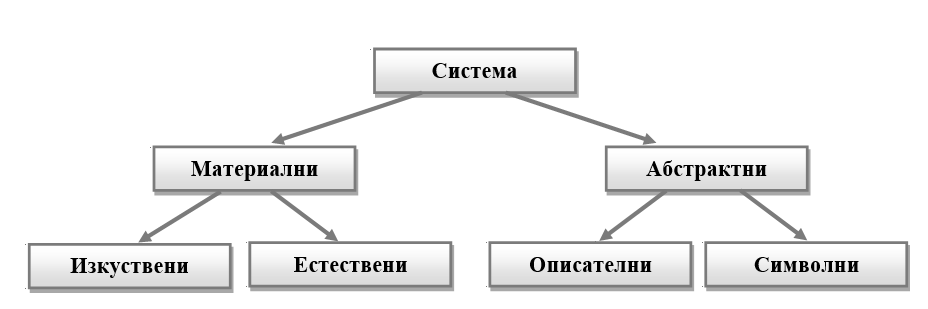 Система
Материални
Абстрактни
Изкуствени
Естествени
Описателни
Символни